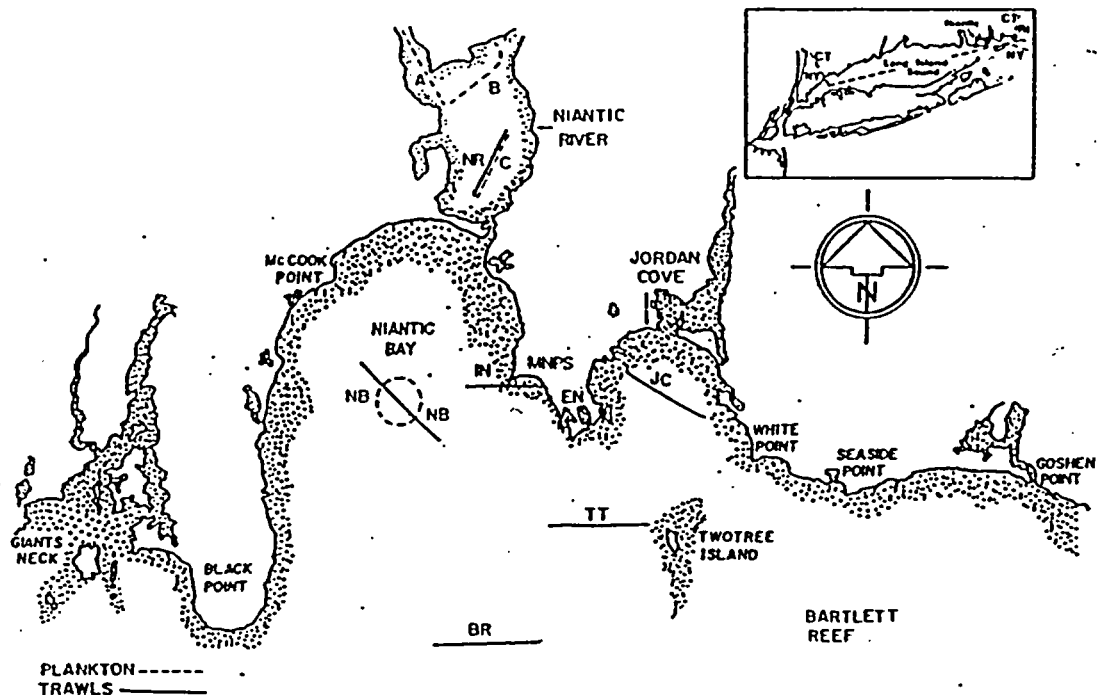 CT
NY
Long Island
Sound
CT
NY
A
B
NIANTIC
RIVER
NR
C
McCOOK
POINT
JORDAN
COVE
N
NIANTIC
BAY
IN
MNPS
JC
NB
NB
EN
WHITE
POINT
SEASIDE
POINT
GOSHEN
POINT
TT
GIANTS
NECK
TWOTREE
ISLAND
BLACK
POINT
BARTLETT
REEF
BR
PLANKTON
TRAWLS